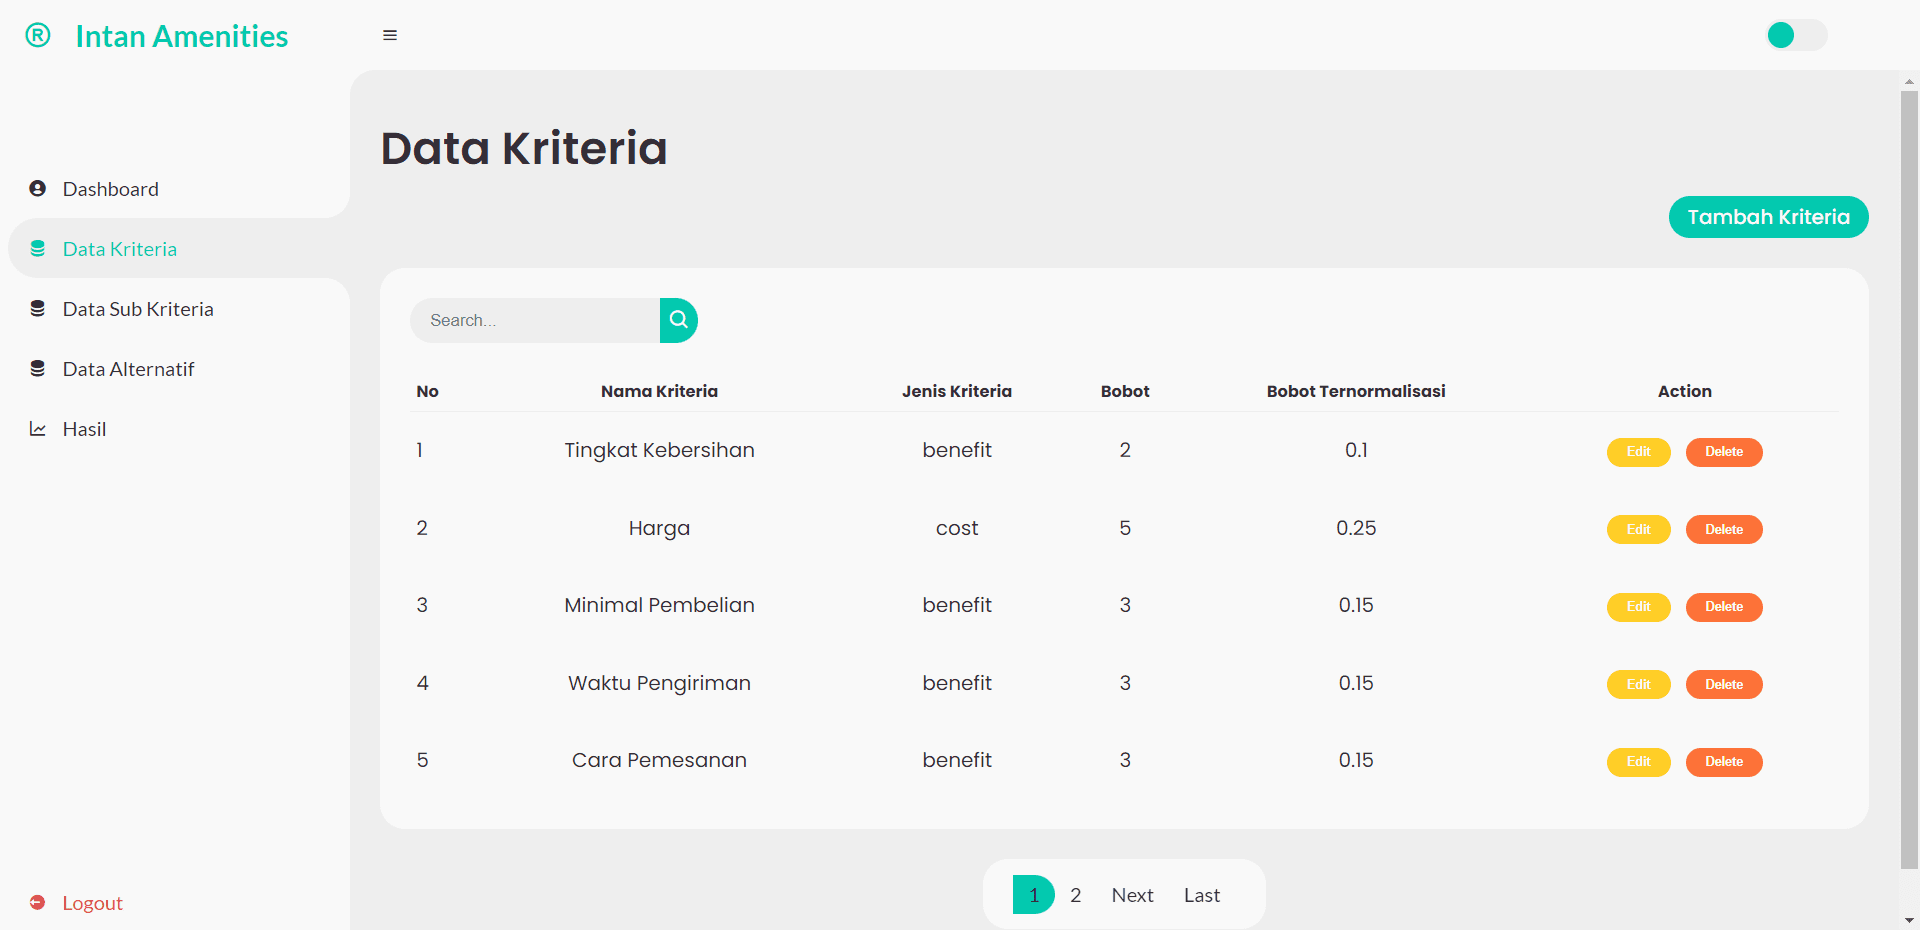 Intan Amenities
Dashboard
Data Kriteria
Data Sub Kriteria
Data Alternatif
Hasil
Logout
Data Kriteria
Tambah Kriteria
Search...
No Nama Kriteria Jenis Kriteria Bobot Bobot Ternormalisasi Action
1 Tingkat Kebersihan benefit 2 0.1 Edit Delete
2 Harga cost 5 0.25 Edit Delete
3 Minimal Pembelian benefit 3 0.15 Edit Delete
4 Waktu Pengiriman benefit 3 0.15 Edit Delete
5 Cara Pemesanan benefit 3 0.15 Edit Delete
1 2 Next Last